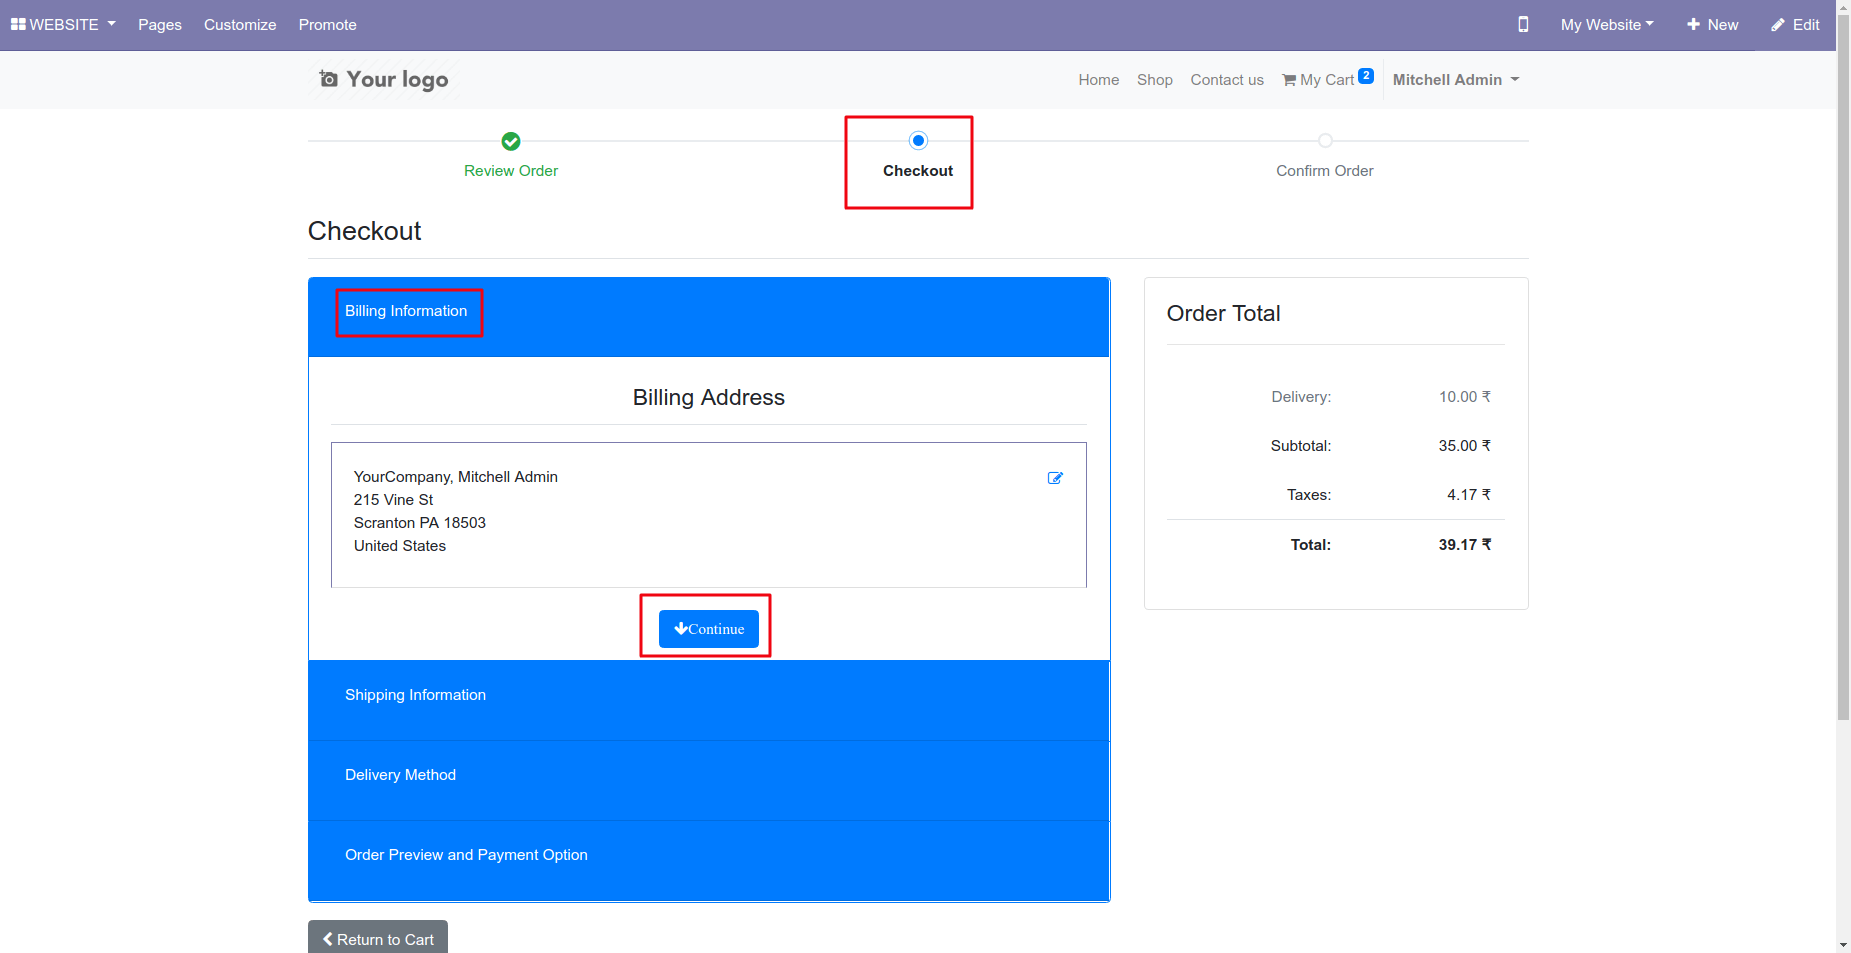 WEBSITE Pages Customize Promote My Website New Edit
Your logo Home Shop Contact us My Cart 2 Mitchell Admin
Review Order Checkout Confirm Order
Checkout
Billing Information
Billing Address
YourCompany, Mitchell Admin
215 Vine St
Scranton PA 18503
United States
Continue
Shipping Information
Delivery Method
Order Preview and Payment Option
Return to Cart
Order Total
Delivery: 10.00 ₹
Subtotal: 35.00 ₹
Taxes: 4.17 ₹
Total: 39.17 ₹